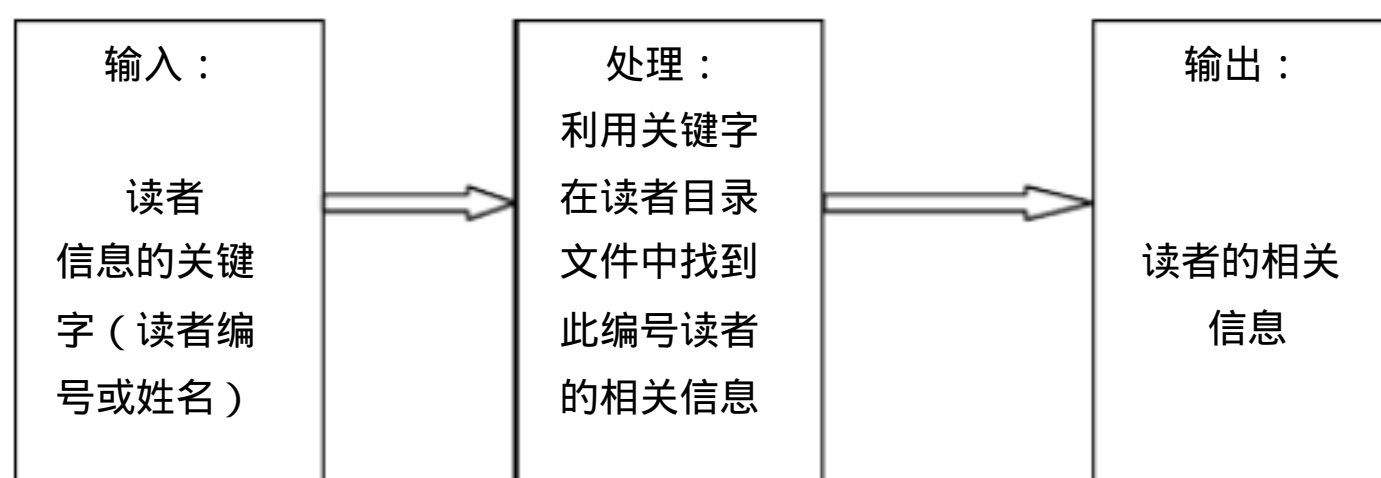 输入：
读者
信息的关键
字（读者编
号或姓名）
处理：
利用关键字
在读者目录
文件中找到
此编号读者
的相关信息
输出：
读者的相关
信息